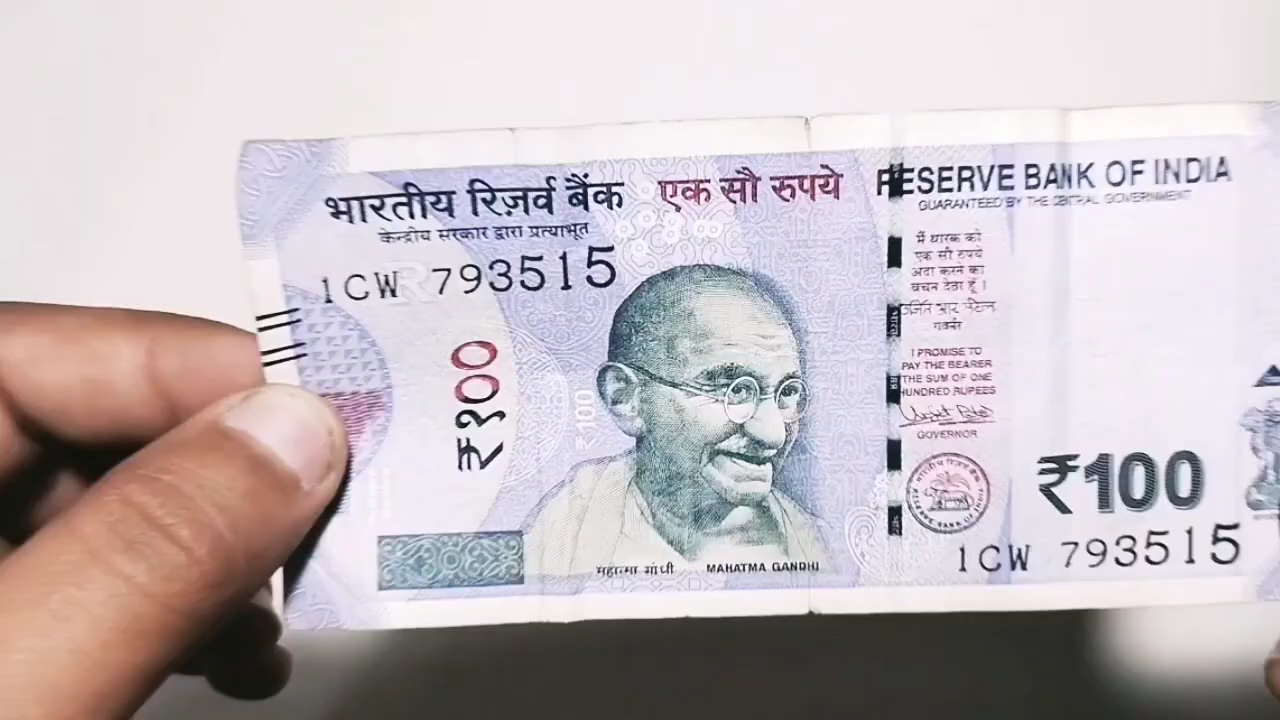 भारतीय रिज़र्व बैंक
केन्द्रीय सरकार द्वारा प्रत्याभूत
एक सौ रुपये
RESERVE BANK OF INDIA
GUARANTEED BY THE CENTRAL GOVERNMENT
1CW 793515
₹१००
₹100
मैं धारक को
एक सौ रुपये
अदा करने का
वचन देता हूँ।
गवर्नर
I PROMISE TO
PAY THE BEARER
THE SUM OF ONE
HUNDRED RUPEES
GOVERNOR
₹100
1CW 793515
महात्मा गांधी MAHATMA GANDHI